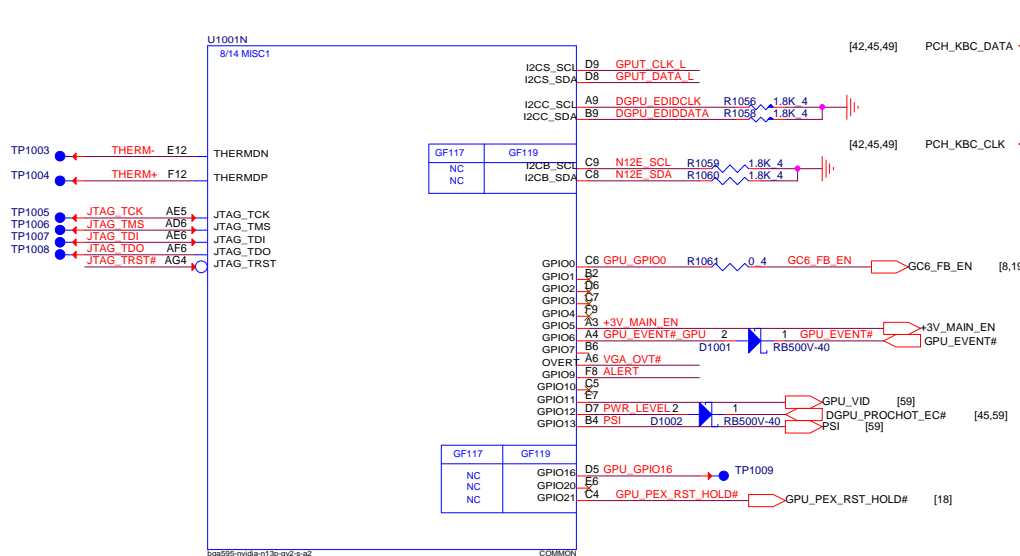 U1001N
8/14 MISC1
[42,45,49] PCH_KBC_DATA
I2CS_SCL D9 GPUT_CLK_L
I2CS_SDA D8 GPUT_DATA_L
I2CC_SCL A9 DGPU_EDIDCLK R1056 1.8K_4
I2CC_SDA B9 DGPU_EDIDDATA R1058 1.8K_4
[42,45,49] PCH_KBC_CLK
TP1003 THERM- E12 THERMDN
GF117 GF119
NC I2CB_SCL C9 N12E_SCL R1059 1.8K_4
NC I2CB_SDA C8 N12E_SDA R1060 1.8K_4
TP1004 THERM+ F12 THERMDP
TP1005 JTAG_TCK AE5 JTAG_TCK
TP1006 JTAG_TMS AD6 JTAG_TMS
TP1007 JTAG_TDI AE6 JTAG_TDI
TP1008 JTAG_TDO AF6 JTAG_TDO
JTAG_TRST# AG4 JTAG_TRST
GPIO0 C6 GPU_GPIO0 R1061 0_4 GC6_FB_EN GC6_FB_EN [8,19
GPIO1 B2
GPIO2 D6
GPIO3 C7
GPIO4 F9
GPIO5 A3 +3V_MAIN_EN +3V_MAIN_EN
GPIO6 A4 GPU_EVENT#_GPU 2 1 GPU_EVENT# GPU_EVENT#
GPIO7 B6 D1001 RB500V-40
OVERT A6 VGA_OVT#
GPIO9 F8 ALERT
GPIO10 C5
GPIO11 E7 GPU_VID [59]
GPIO12 D7 PWR_LEVEL 2 1 DGPU_PROCHOT_EC# [45,59]
GPIO13 B4 PSI D1002 RB500V-40 PSI [59]
GF117 GF119
NC GPIO16 D5 GPU_GPIO16 TP1009
NC GPIO20 E6
NC GPIO21 C4 GPU_PEX_RST_HOLD# GPU_PEX_RST_HOLD# [18]
bga595-nvidia-n13p-gv2-s-a2 COMMON